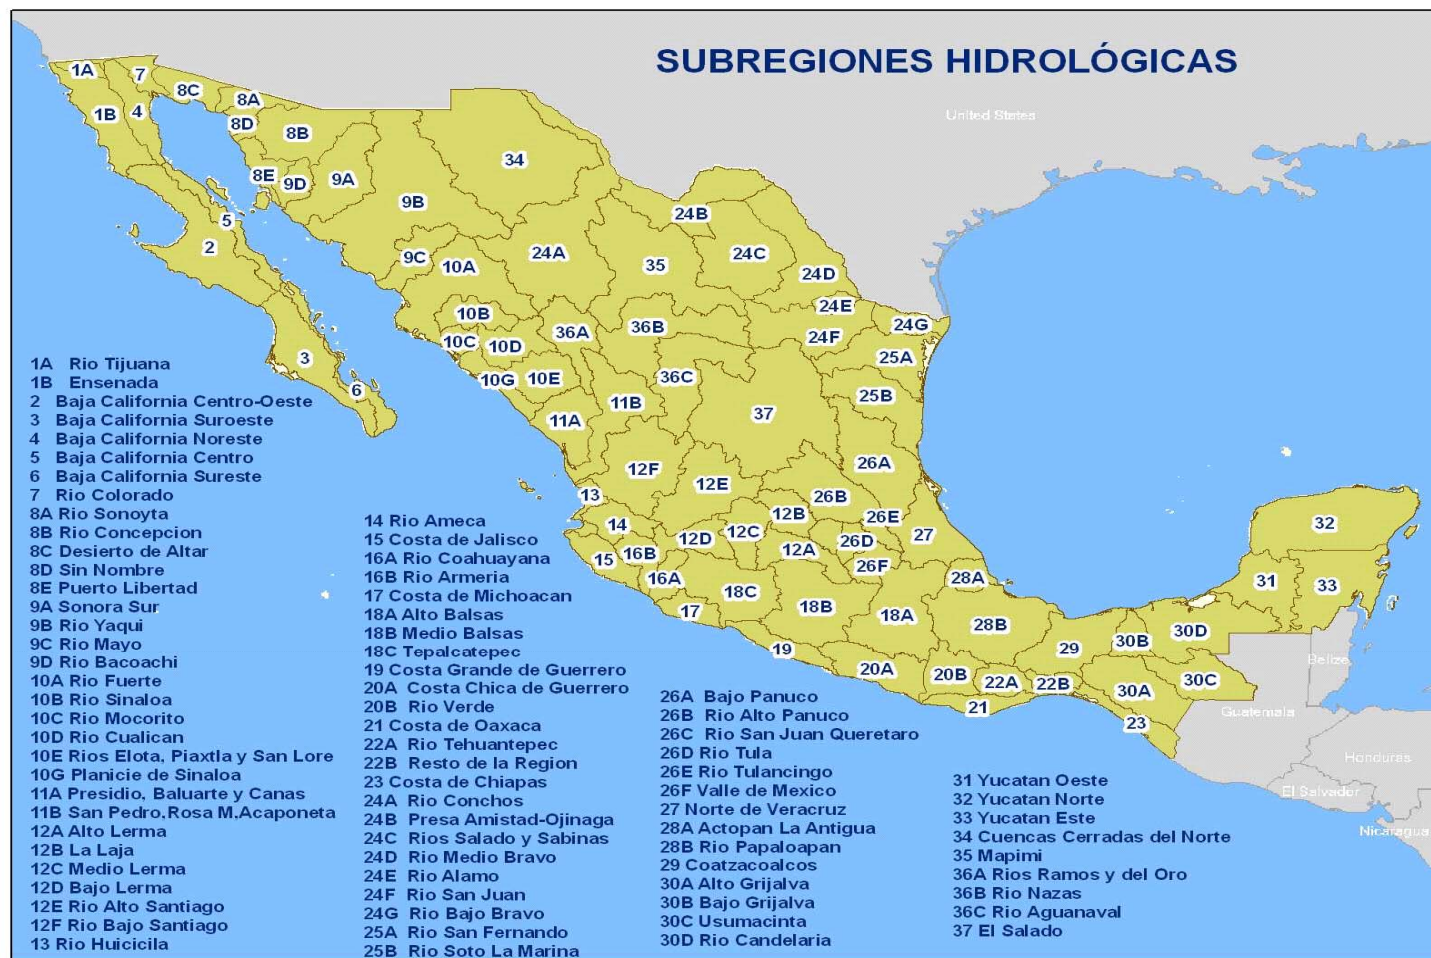 SUBREGIONES HIDROLÓGICAS
United States
1A
7
8C
8A
1B
4
8D
8B
34
8E
9D
9A
9B
24B
5
2
9C
10A
24A
35
24C
24D
24E
10B
36A
36B
24F
24G
10C
10D
25A
3
6
10G
10E
36C
11B
25B
11A
37
12F
12E
26A
13
26B
14
12D
12C
12B
26E
27
15
16B
12A
26D
16A
26F
28A
17
18C
18B
18A
28B
32
31
33
19
20A
20B
22A
22B
29
30B
30D
21
30A
30C
23
Belize
Guatemala
Honduras
El Salvador
Nicaragua
1A Rio Tijuana
1B Ensenada
2 Baja California Centro-Oeste
3 Baja California Suroeste
4 Baja California Noreste
5 Baja California Centro
6 Baja California Sureste
7 Rio Colorado
8A Rio Sonoyta
8B Rio Concepcion
8C Desierto de Altar
8D Sin Nombre
8E Puerto Libertad
9A Sonora Sur
9B Rio Yaqui
9C Rio Mayo
9D Rio Bacoachi
10A Rio Fuerte
10B Rio Sinaloa
10C Rio Mocorito
10D Rio Cualican
10E Rios Elota, Piaxtla y San Lore
10G Planicie de Sinaloa
11A Presidio, Baluarte y Canas
11B San Pedro,Rosa M,Acaponeta
12A Alto Lerma
12B La Laja
12C Medio Lerma
12D Bajo Lerma
12E Rio Alto Santiago
12F Rio Bajo Santiago
13 Rio Huicicila
14 Rio Ameca
15 Costa de Jalisco
16A Rio Coahuayana
16B Rio Armeria
17 Costa de Michoacan
18A Alto Balsas
18B Medio Balsas
18C Tepalcatepec
19 Costa Grande de Guerrero
20A Costa Chica de Guerrero
20B Rio Verde
21 Costa de Oaxaca
22A Rio Tehuantepec
22B Resto de la Region
23 Costa de Chiapas
24A Rio Conchos
24B Presa Amistad-Ojinaga
24C Rios Salado y Sabinas
24D Rio Medio Bravo
24E Rio Alamo
24F Rio San Juan
24G Rio Bajo Bravo
25A Rio San Fernando
25B Rio Soto La Marina
26A Bajo Panuco
26B Rio Alto Panuco
26C Rio San Juan Queretaro
26D Rio Tula
26E Rio Tulancingo
26F Valle de Mexico
27 Norte de Veracruz
28A Actopan La Antigua
28B Rio Papaloapan
29 Coatzacoalcos
30A Alto Grijalva
30B Bajo Grijalva
30C Usumacinta
30D Rio Candelaria
31 Yucatan Oeste
32 Yucatan Norte
33 Yucatan Este
34 Cuencas Cerradas del Norte
35 Mapimi
36A Rios Ramos y del Oro
36B Rio Nazas
36C Rio Aguanaval
37 El Salado